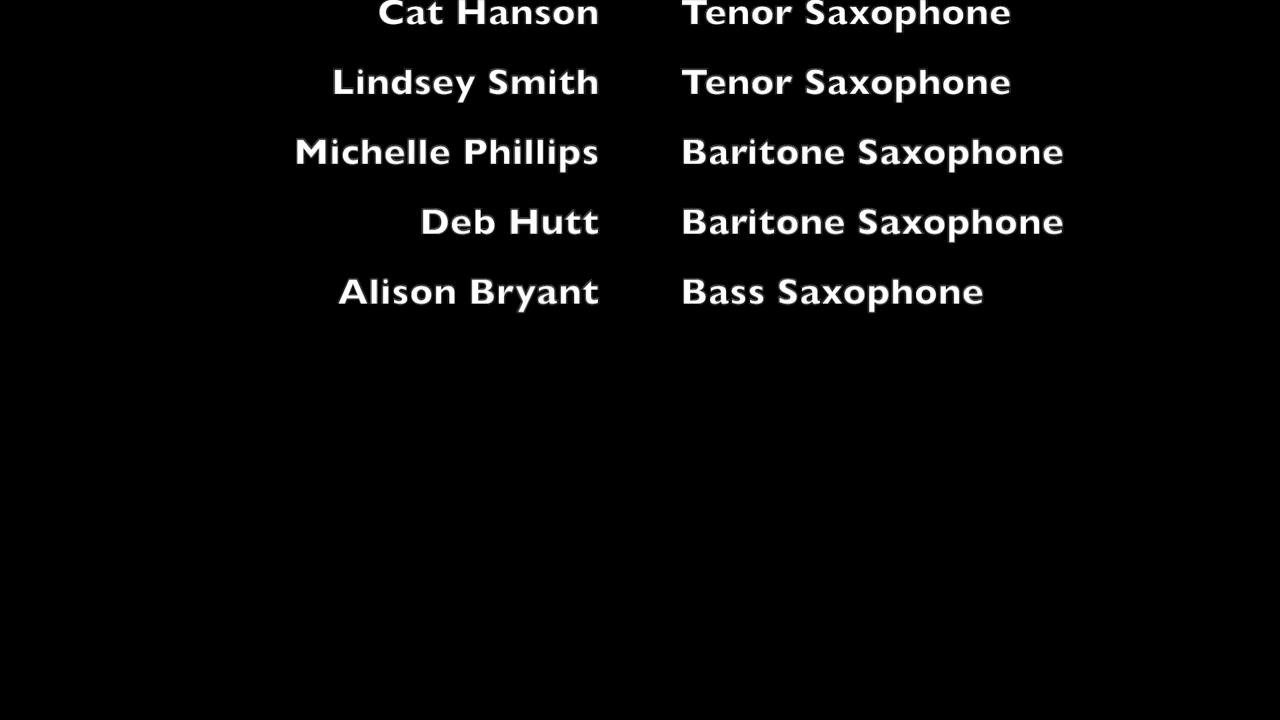 Cat Hanson Tenor Saxophone
Lindsey Smith Tenor Saxophone
Michelle Phillips Baritone Saxophone
Deb Hutt Baritone Saxophone
Alison Bryant Bass Saxophone